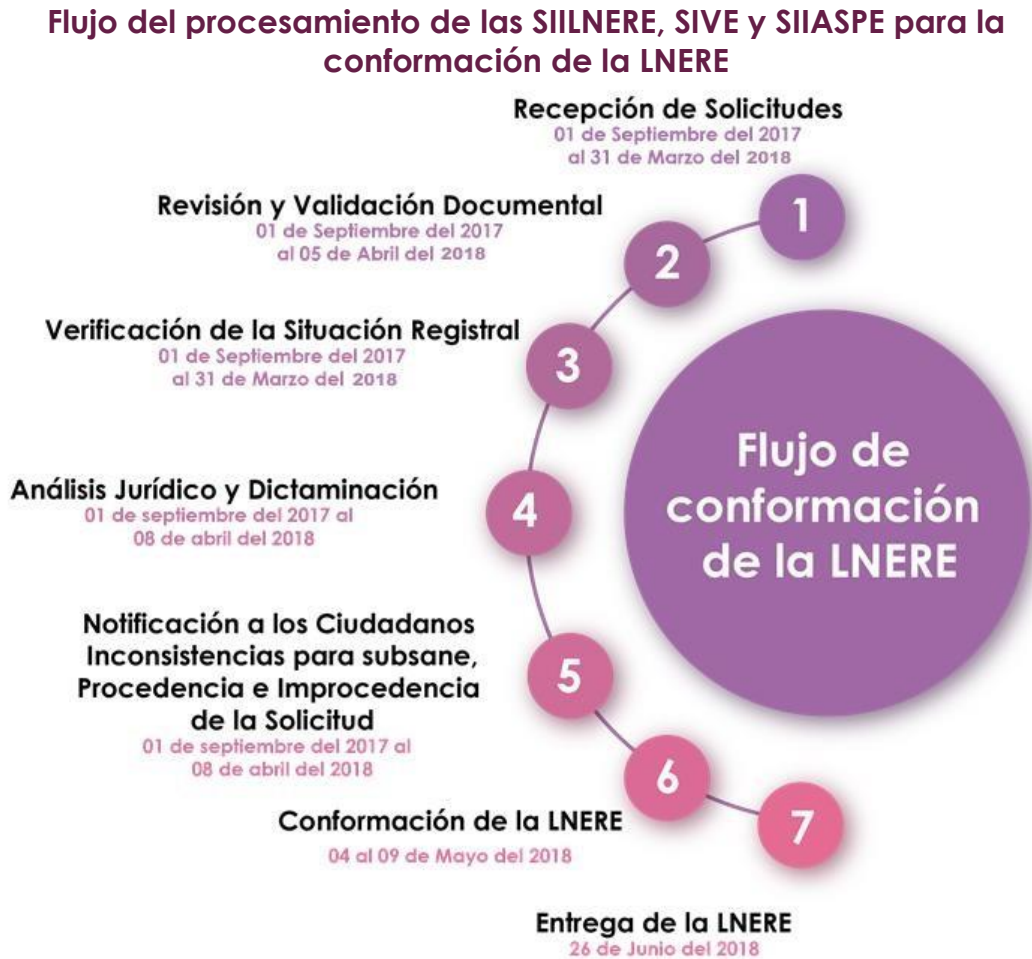 Flujo del procesamiento de las SIILNERE, SIVE y SIIASPE para la
conformación de la LNERE
Recepción de Solicitudes
01 de Septiembre del 2017
al 31 de Marzo del 2018
1
Revisión y Validación Documental
01 de Septiembre del 2017
al 05 de Abril del 2018
2
Verificación de la Situación Registral
01 de Septiembre del 2017
al 31 de Marzo del 2018
3
Análisis Jurídico y Dictaminación
01 de septiembre del 2017 al
08 de abril del 2018
4
Notificación a los Ciudadanos
Inconsistencias para subsane,
Procedencia e Improcedencia
de la Solicitud
01 de septiembre del 2017 al
08 de abril del 2018
5
Conformación de la LNERE
04 al 09 de Mayo del 2018
6
Entrega de la LNERE
26 de Junio del 2018
7
Flujo de
conformación
de la LNERE